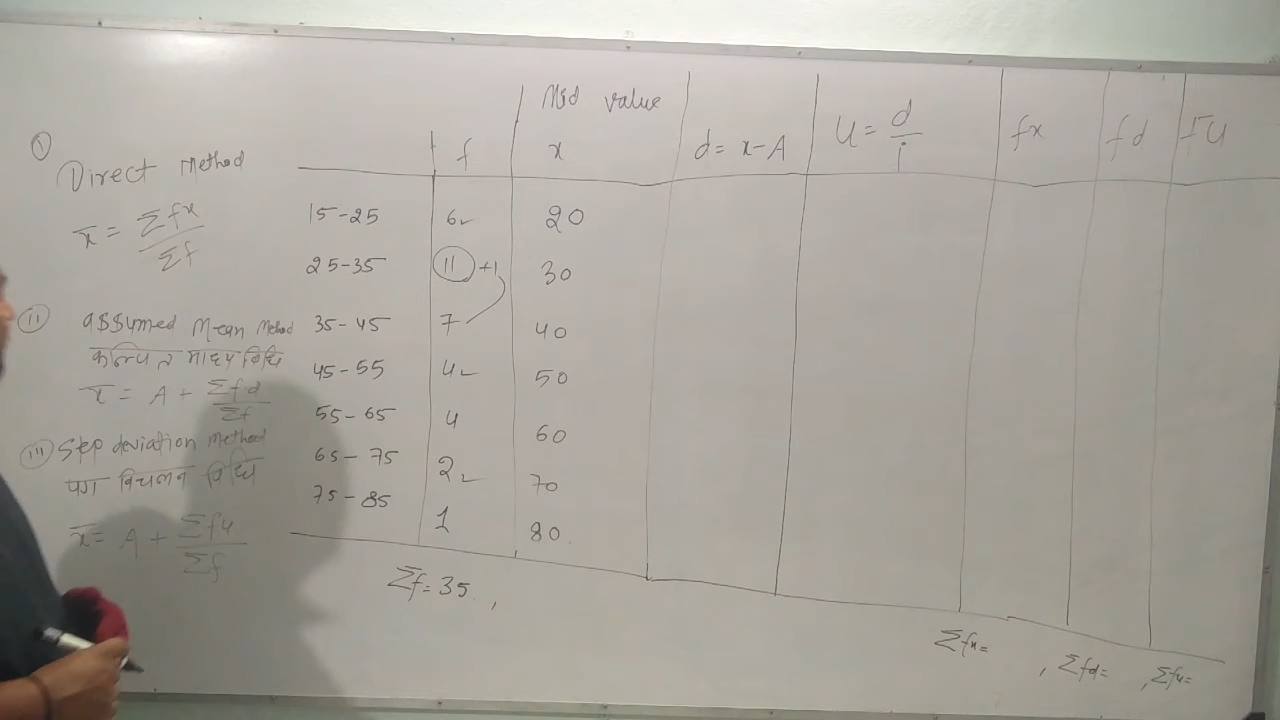 (i)
Direct Method
x̄ = Σfx / Σf
(ii) assumed Mean Method
कल्पित माध्य विधि
x̄ = A + Σfd / Σf
(iii) Step deviation Method
पग विचलन विधि
x̄ = A + Σfu / Σf
f | Mid value x | d = x-A | U = d/i | fx | fd | fU
15-25 | 6 | 20
25-35 | 11 +1 | 30
35-45 | 7 | 40
45-55 | 4 | 50
55-65 | 4 | 60
65-75 | 2 | 70
75-85 | 1 | 80
Σf = 35 ,
Σfx= , Σfd= , Σfu=